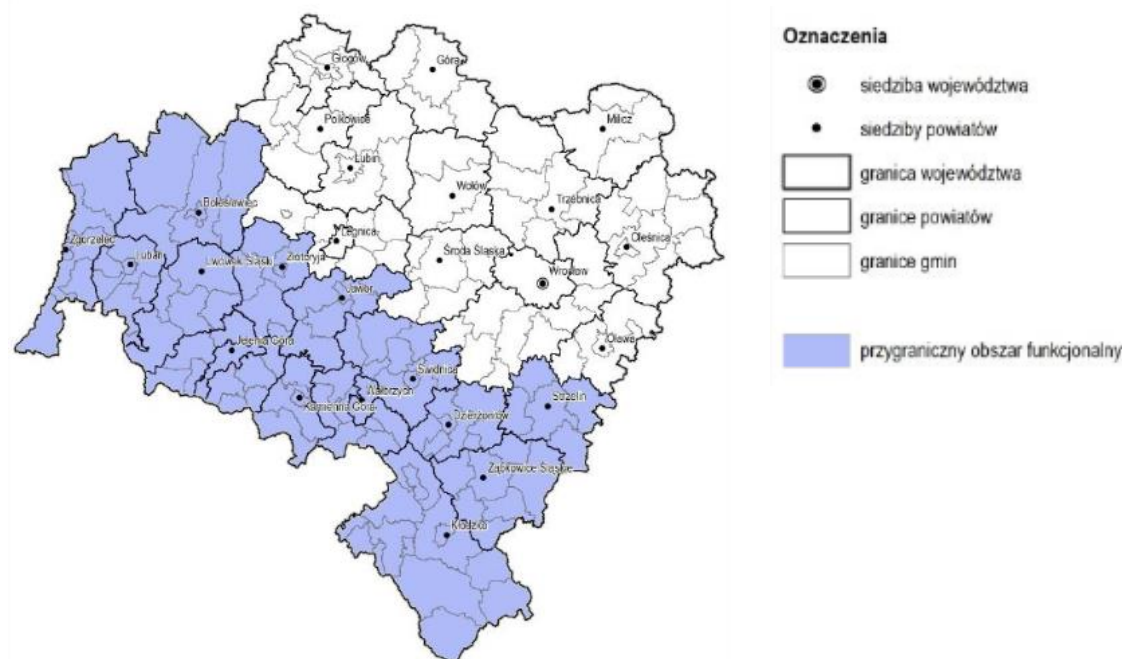 Głogów
Góra
Polkowice
Milicz
Lubin
Wołów
Trzebnica
Bolesławiec
Legnica
Oleśnica
Zgorzelec
Środa Śląska
Lubań
Lwówek Śląski
Złotoryja
Wrocław
Jawor
Jelenia Góra
Oława
Świdnica
Kamienna Góra
Wałbrzych
Strzelin
Dzierżoniów
Ząbkowice Śląskie
Kłodzko
Oznaczenia
siedziba województwa
siedziby powiatów
granica województwa
granice powiatów
granice gmin
przygraniczny obszar funkcjonalny